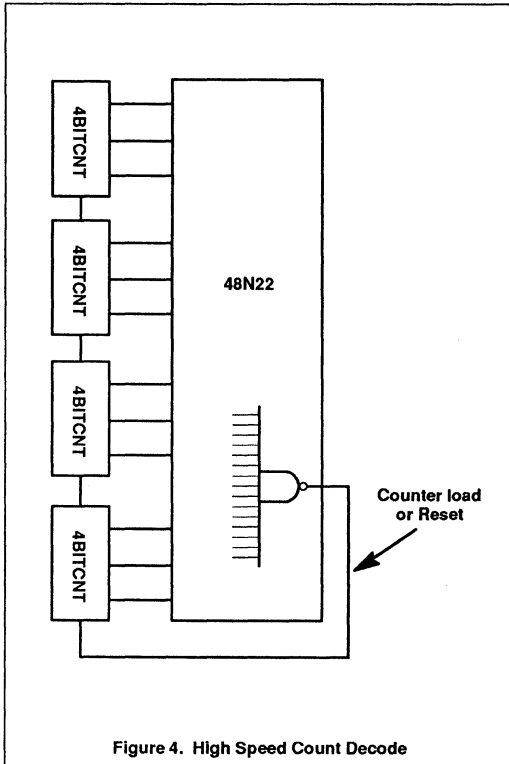 4BITCNT
4BITCNT
4BITCNT
4BITCNT
48N22
Counter load
or Reset
Figure 4. High Speed Count Decode